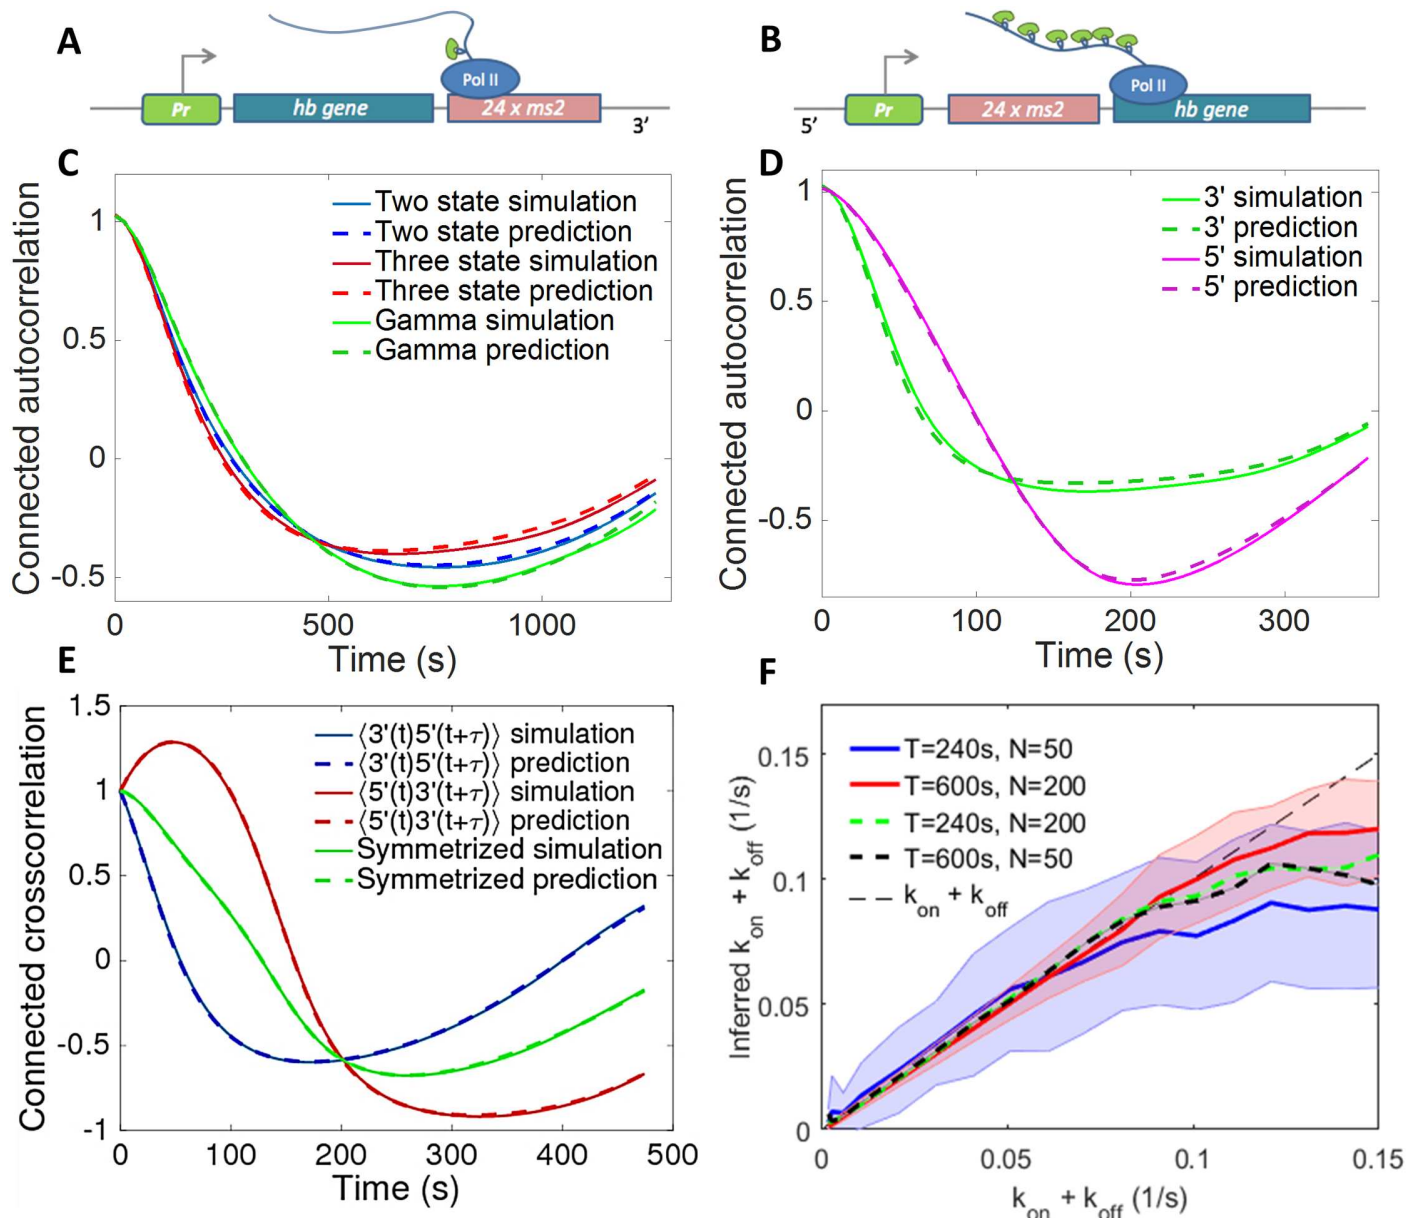 A
Pr
hb gene
Pol II
24 x ms2
3’
B
5’
Pr
24 x ms2
Pol II
hb gene
C
Connected autocorrelation
1
0.5
0
-0.5
Two state simulation
Two state prediction
Three state simulation
Three state prediction
Gamma simulation
Gamma prediction
0 500 1000
Time (s)
D
Connected autocorrelation
1
0.5
0
-0.5
3' simulation
3' prediction
5' simulation
5' prediction
0 100 200 300
Time (s)
E
Connected crosscorrelation
1.5
1
0.5
0
-0.5
-1
⟨3'(t)5'(t+τ)⟩ simulation
⟨3'(t)5'(t+τ)⟩ prediction
⟨5'(t)3'(t+τ)⟩ simulation
⟨5'(t)3'(t+τ)⟩ prediction
Symmetrized simulation
Symmetrized prediction
0 100 200 300 400 500
Time (s)
F
Inferred k_on + k_off (1/s)
0.15
0.1
0.05
0
T=240s, N=50
T=600s, N=200
T=240s, N=200
T=600s, N=50
k_on + k_off
0 0.05 0.1 0.15
k_on + k_off (1/s)